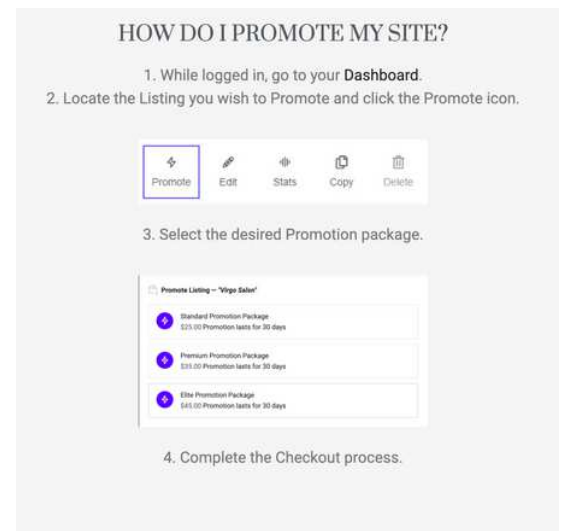 HOW DO I PROMOTE MY SITE?
1. While logged in, go to your Dashboard.
2. Locate the Listing you wish to Promote and click the Promote icon.
Promote Edit Stats Copy Delete
3. Select the desired Promotion package.
Promote Listing — "Virgo Salon"
Standard Promotion Package
$25.00 Promotion lasts for 30 days
Premium Promotion Package
$35.00 Promotion lasts for 30 days
Elite Promotion Package
$45.00 Promotion lasts for 30 days
4. Complete the Checkout process.